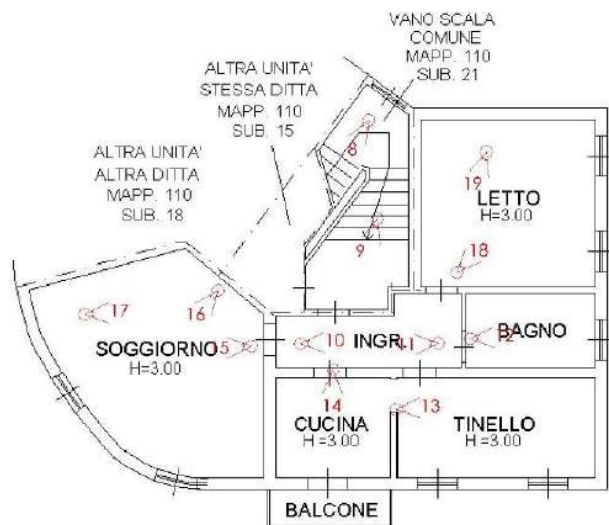 VANO SCALA
COMUNE
MAPP. 110
SUB. 21
ALTRA UNITA'
STESSA DITTA
MAPP. 110
SUB. 15
ALTRA UNITA'
ALTRA DITTA
MAPP. 110
SUB. 18
8
19
LETTO
H=3.00
9
18
17
16
15
SOGGIORNO
H=3.00
10
INGR.
11
12
BAGNO
14
13
CUCINA
H =3.00
TINELLO
H=3.00
BALCONE